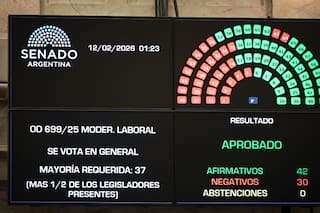 SENADO
ARGENTINA
12/02/2026 01:23
OD 699/25 MODER. LABORAL
SE VOTA EN GENERAL
MAYORÍA REQUERIDA: 37
(MAS 1/2 DE LOS LEGISLADORES
PRESENTES)
RESULTADO
APROBADO
AFIRMATIVOS 42
NEGATIVOS 30
ABSTENCIONES 0